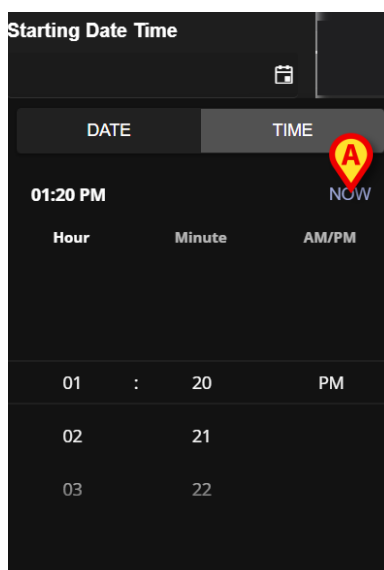 Starting Date Time
DATE TIME
A
01:20 PM NOW
Hour Minute AM/PM
01 : 20 PM
02 21
03 22